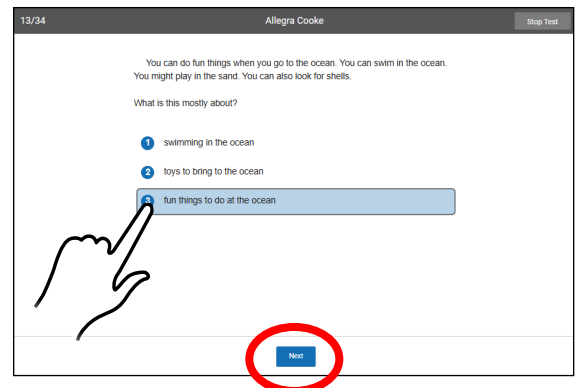 13/34 Allegra Cooke Stop Test
You can do fun things when you go to the ocean. You can swim in the ocean.
You might play in the sand. You can also look for shells.
What is this mostly about?
1 swimming in the ocean
2 toys to bring to the ocean
3 fun things to do at the ocean
Next